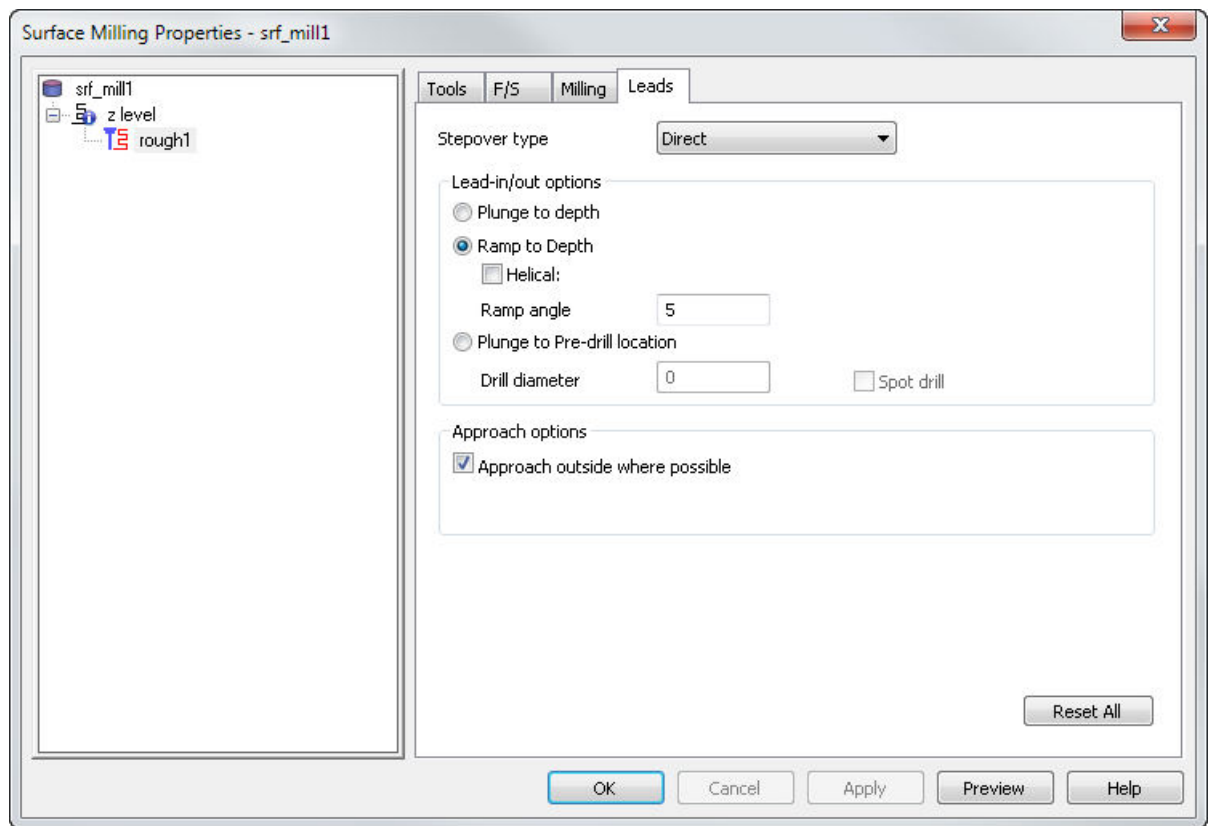 Surface Milling Properties - srf_mill1
srf_mill1
z level
rough1
Tools F/S Milling Leads
Stepover type Direct
Lead-in/out options
Plunge to depth
Ramp to Depth
Helical:
Ramp angle 5
Plunge to Pre-drill location
Drill diameter 0 Spot drill
Approach options
Approach outside where possible
Reset All
OK Cancel Apply Preview Help